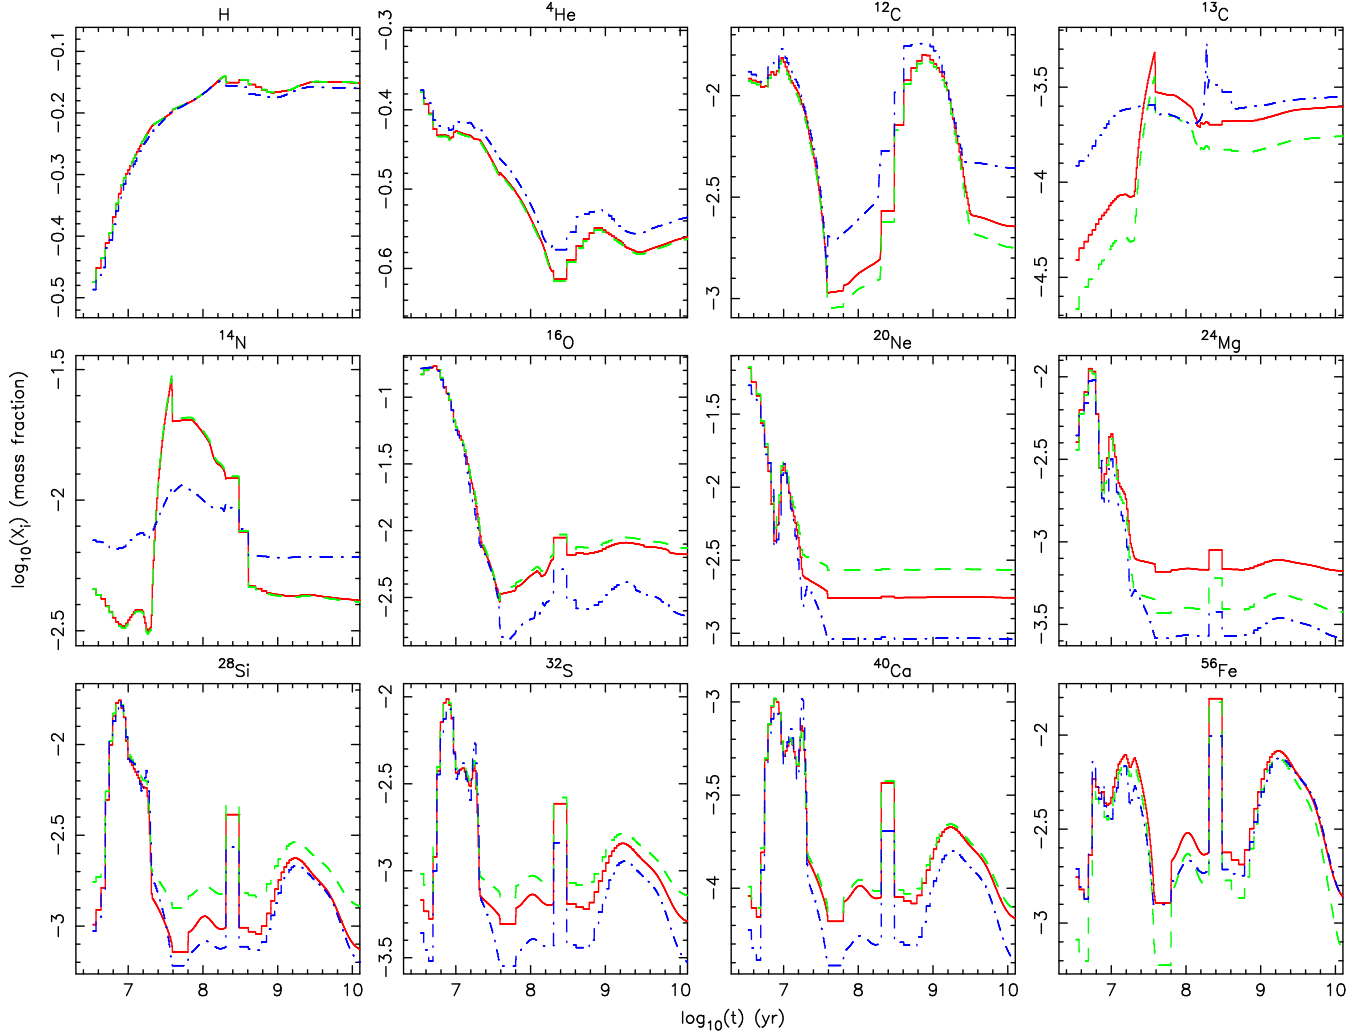 H
⁴He
¹²C
¹³C
−0.1
−0.2
−0.3
−0.4
−0.5
−0.3
−0.4
−0.5
−0.6
−2
−2.5
−3
−3.5
−4
−4.5
¹⁴N
¹⁶O
²⁰Ne
²⁴Mg
log₁₀(Xᵢ) (mass fraction)
−1.5
−2
−2.5
−1
−1.5
−2
−2.5
−1.5
−2
−2.5
−3
−2
−2.5
−3
−3.5
²⁸Si
³²S
⁴⁰Ca
⁵⁶Fe
−2
−2.5
−3
−2
−2.5
−3
−3.5
−3
−3.5
−4
−2
−2.5
−3
7 8 9 10 7 8 9 10 7 8 9 10 7 8 9 10
log₁₀(t) (yr)